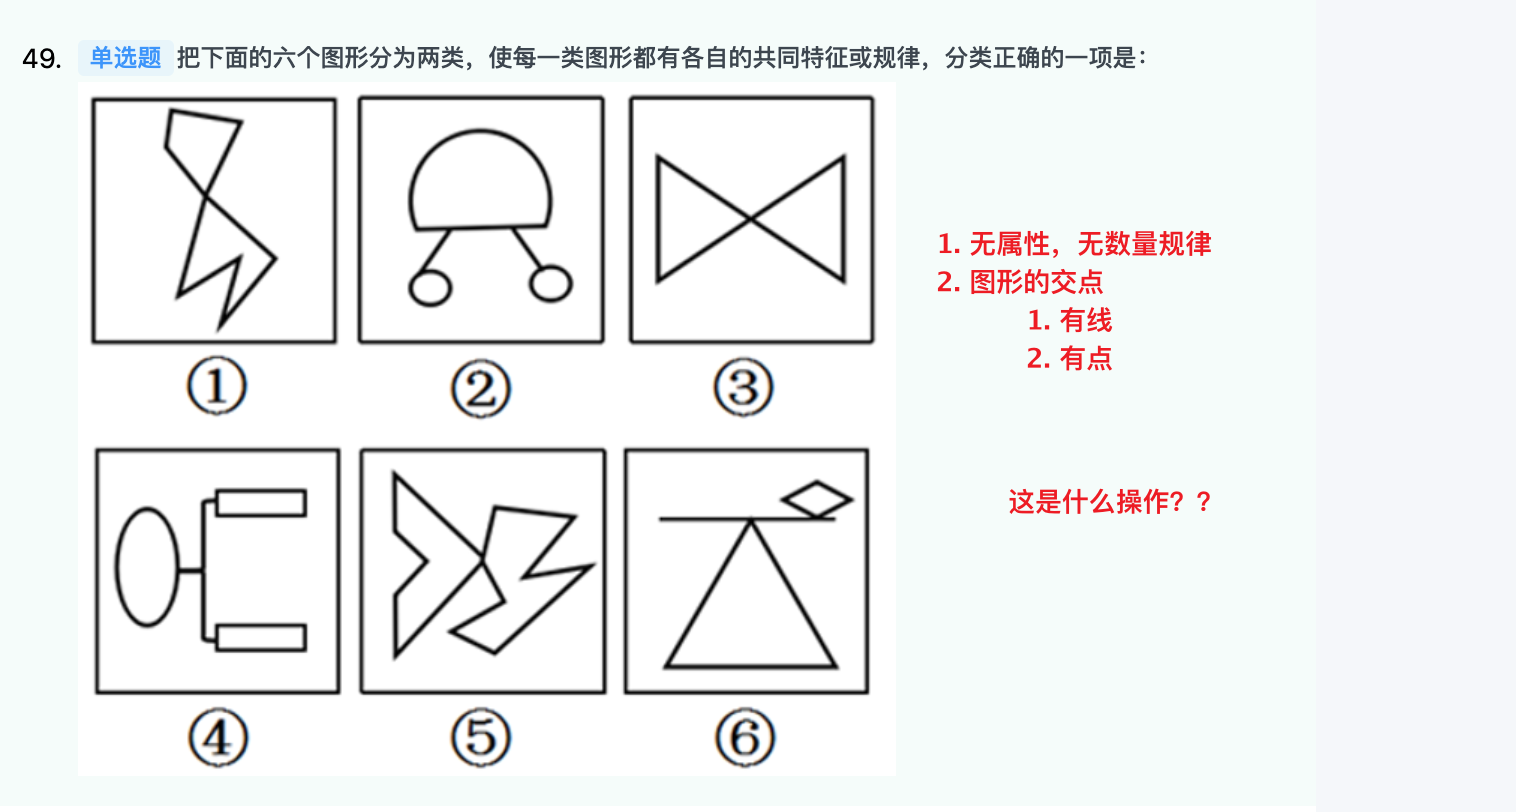 49. 单选题 把下面的六个图形分为两类，使每一类图形都有各自的共同特征或规律，分类正确的一项是：
① ② ③
1. 无属性，无数量规律
2. 图形的交点
1. 有线
2. 有点
这是什么操作？？
④ ⑤ ⑥